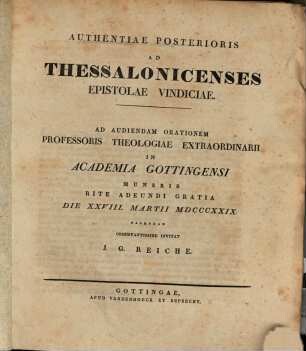 AUTHENTIAE POSTERIORIS
AD
THESSALONICENSES
EPISTOLAE VINDICIAE.
AD AUDIENDAM ORATIONEM
PROFESSORIS THEOLOGIAE EXTRAORDINARII
IN
ACADEMIA GOTTINGENSI
MUNERIS
RITE ADEUNDI GRATIA
DIE XXVIII. MARTII MDCCCXXIX
OBSERVANTISSIME INVITAT
J. G. REICHE.
GOTTINGAE,
APUD VANDENHOECK ET RUPRECHT.